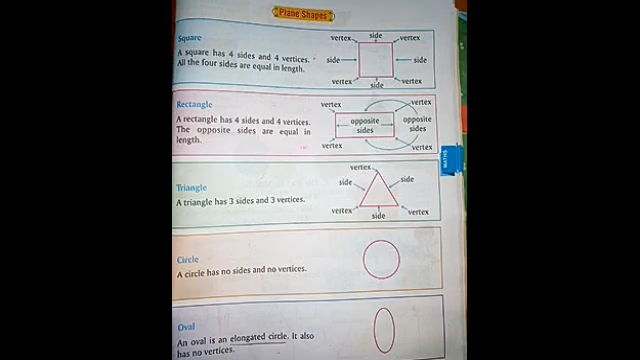 Plane Shapes
Square
A square has 4 sides and 4 vertices.
All the four sides are equal in length.
vertex
side
vertex
side
side
vertex
side
vertex
Rectangle
A rectangle has 4 sides and 4 vertices.
The opposite sides are equal in
length.
vertex
vertex
opposite
sides
opposite
sides
vertex
vertex
MATHS
Triangle
A triangle has 3 sides and 3 vertices.
vertex
side
side
vertex
side
vertex
Circle
A circle has no sides and no vertices.
Oval
An oval is an elongated circle. It also
has no vertices.